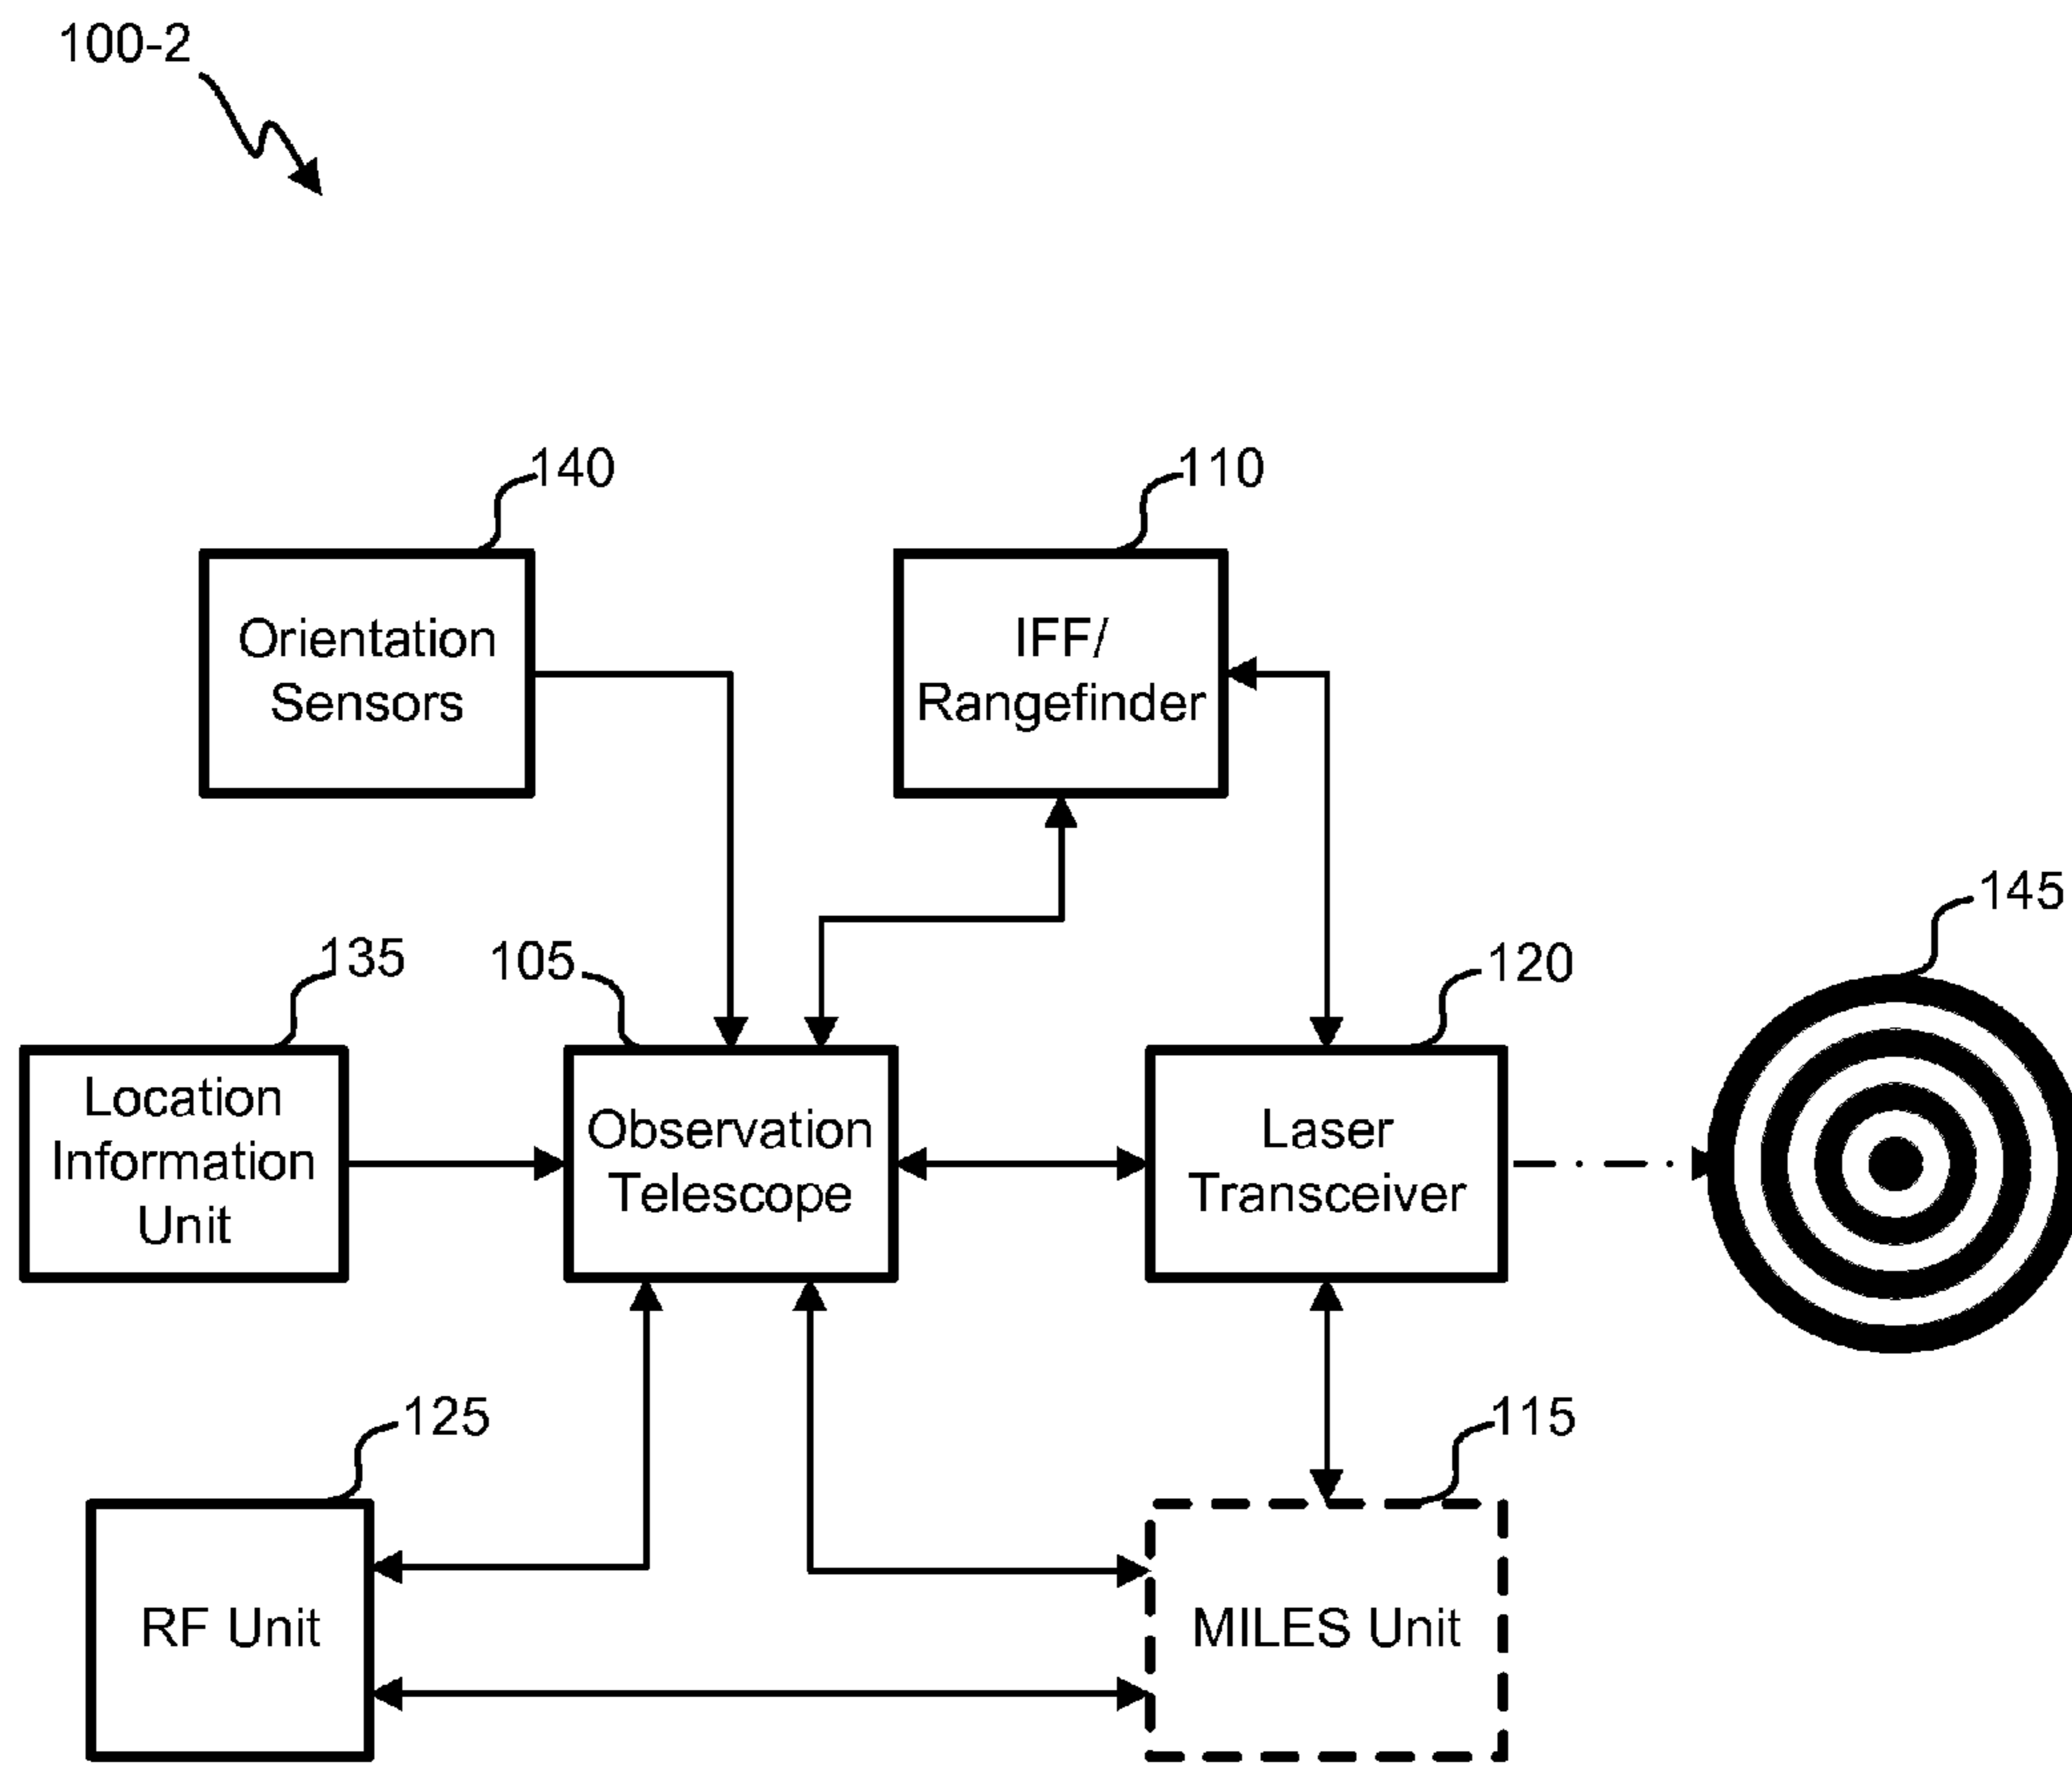 100-2
140
110
Orientation
Sensors
IFF/
Rangefinder
145
135
105
120
Location
Information
Unit
Observation
Telescope
Laser
Transceiver
125
115
RF Unit
MILES Unit